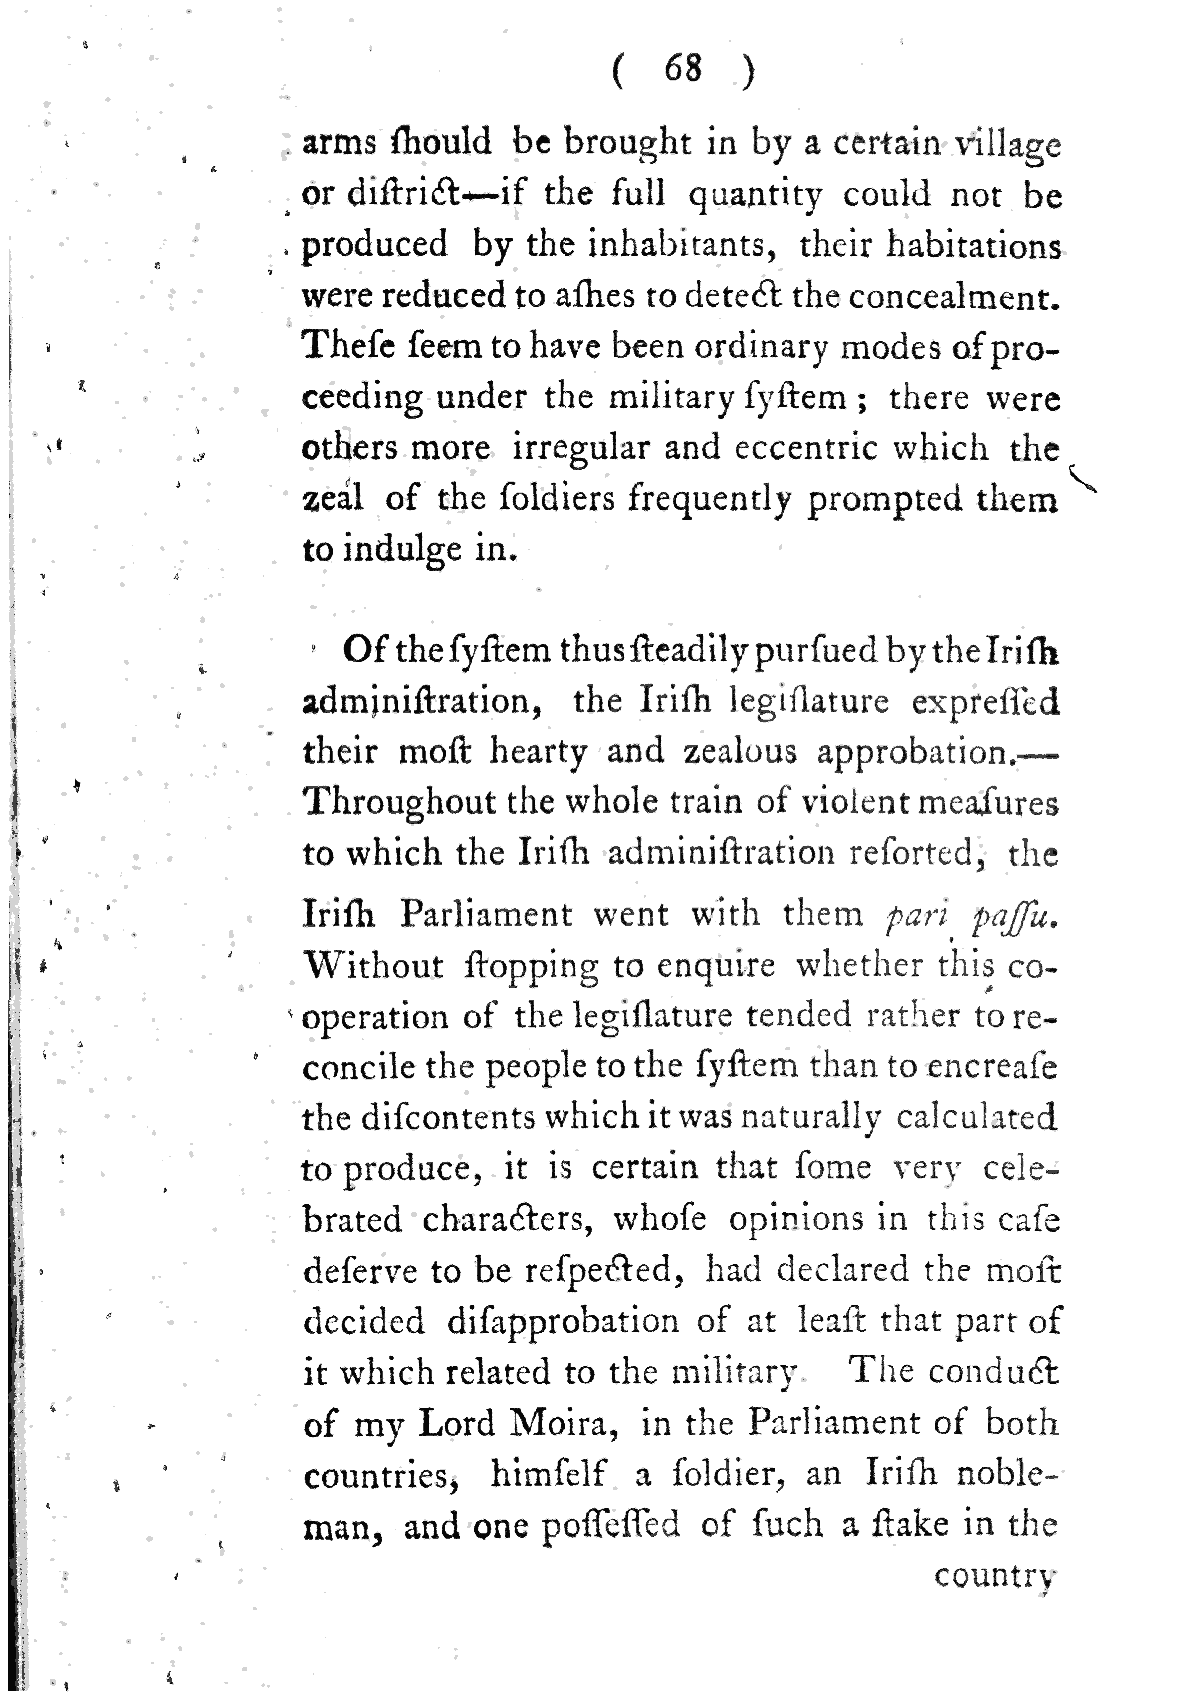 ( 68 )
arms ſhould be brought in by a certain village
or diſtrict—if the full quantity could not be
produced by the inhabitants, their habitations
were reduced to aſhes to detect the concealment.
Theſe ſeem to have been ordinary modes of pro-
ceeding under the military ſyſtem ; there were
others more irregular and eccentric which the
zeal of the ſoldiers frequently prompted them
to indulge in.
Of the ſyſtem thus ſteadily purſued by the Iriſh
adminiſtration, the Iriſh legiſlature expreſſed
their moſt hearty and zealous approbation.—
Throughout the whole train of violent meaſures
to which the Iriſh adminiſtration reſorted, the
Iriſh Parliament went with them pari paſſu.
Without ſtopping to enquire whether this co-
operation of the legiſlature tended rather to re-
concile the people to the ſyſtem than to encreaſe
the diſcontents which it was naturally calculated
to produce, it is certain that ſome very cele-
brated characters, whoſe opinions in this caſe
deſerve to be reſpected, had declared the moſt
decided diſapprobation of at leaſt that part of
it which related to the military. The conduct
of my Lord Moira, in the Parliament of both
countries, himſelf a ſoldier, an Iriſh noble-
man, and one poſſeſſed of ſuch a ſtake in the
country